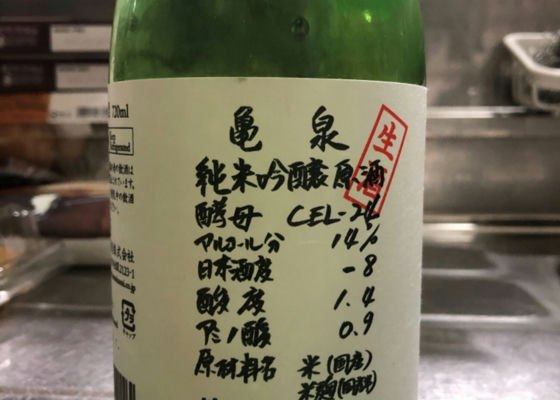 亀泉
生酒
純米吟醸原酒
酵母 CEL-24
アルコール分 14%
日本酒度 -8
酸度 1.4
アミノ酸 0.9
原材料名 米(国産)
米麹(国産米)
720ml